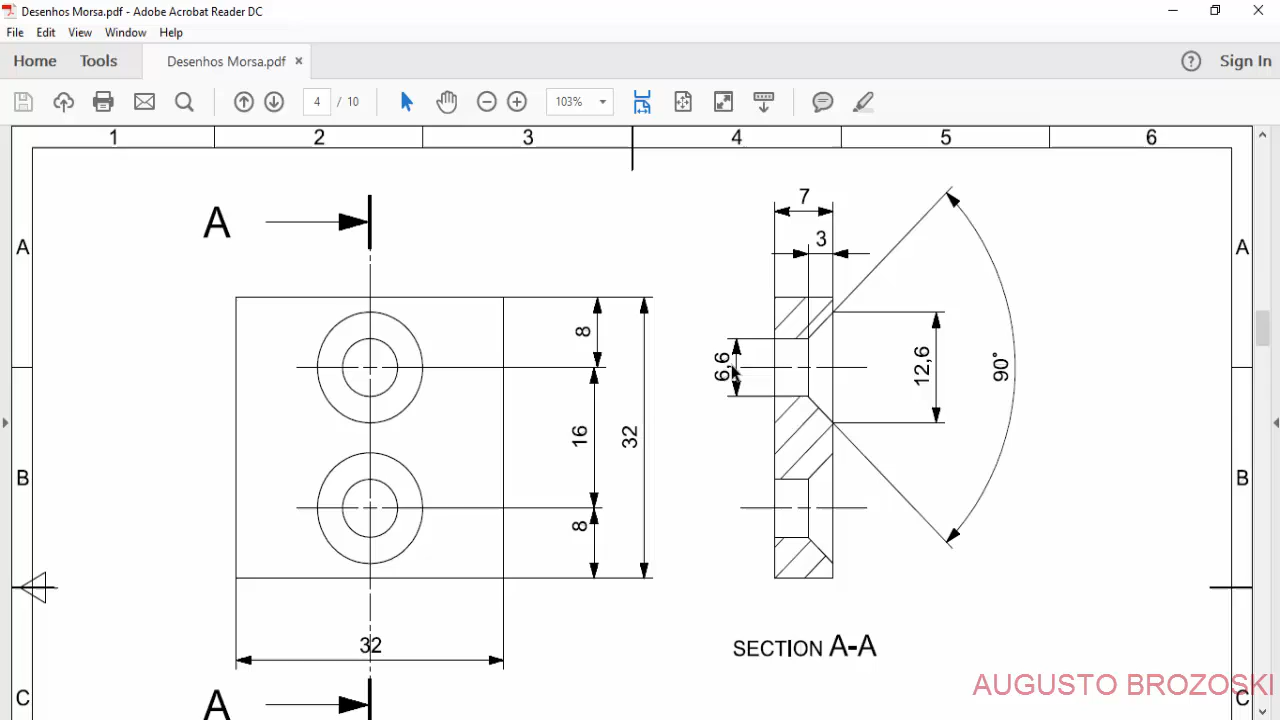 Desenhos Morsa.pdf - Adobe Acrobat Reader DC
File Edit View Window Help
Home Tools Desenhos Morsa.pdf × Sign In
4 / 10 103%
1 2 3 4 5 6
A A
A
7
3
8
6,6
12,6
90°
16
32
B B
8
32
SECTION A-A
AUGUSTO BROZOSKI
C C
A